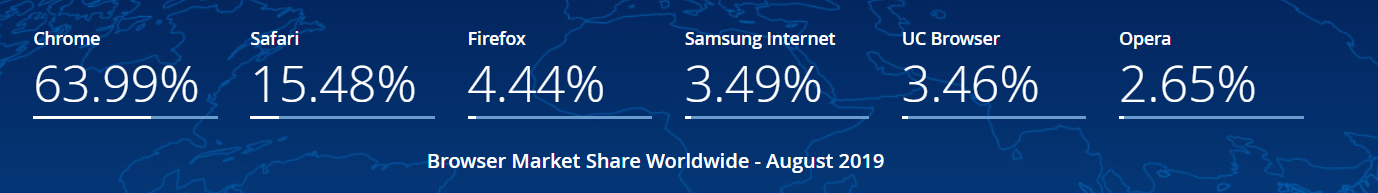 Chrome Safari Firefox Samsung Internet UC Browser Opera
63.99% 15.48% 4.44% 3.49% 3.46% 2.65%
Browser Market Share Worldwide - August 2019